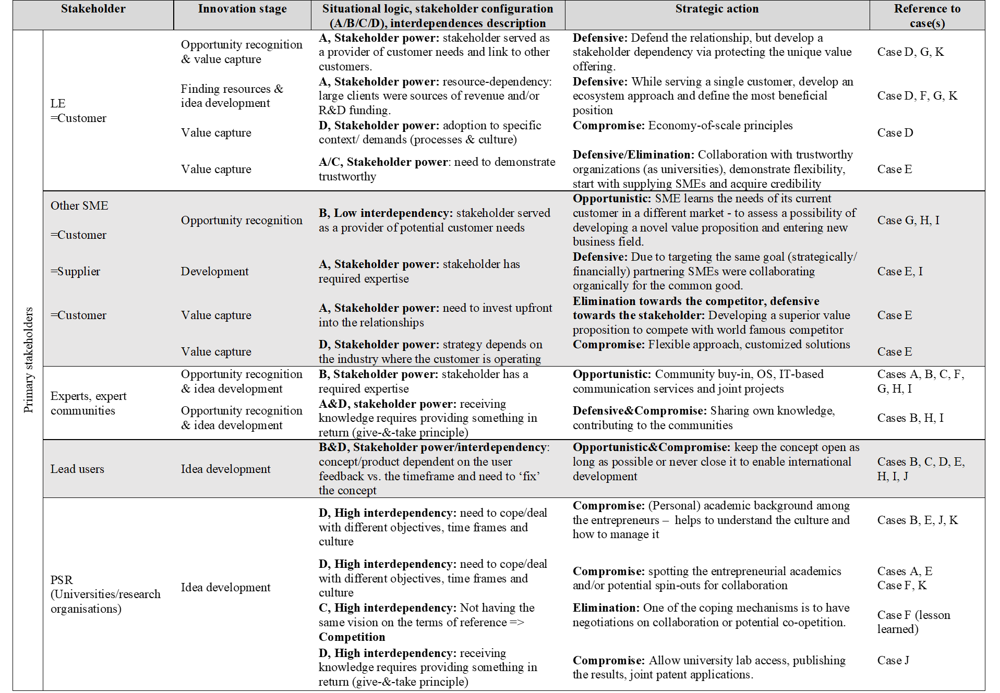 Stakeholder
Innovation stage
Situational logic, stakeholder configuration
(A/B/C/D), interdependences description
Strategic action
Reference to
case(s)
Primary stakeholders
LE
=Customer
Opportunity recognition
& value capture
A, Stakeholder power: stakeholder served as
a provider of customer needs and link to other
customers.
Defensive: Defend the relationship, but develop a
stakeholder dependency via protecting the unique value
offering.
Case D, G, K
Finding resources &
idea development
A, Stakeholder power: resource-dependency:
large clients were sources of revenue and/or
R&D funding.
Defensive: While serving a single customer, develop an
ecosystem approach and define the most beneficial
position
Case D, F, G, K
Value capture
D, Stakeholder power: adoption to specific
context/ demands (processes & culture)
Compromise: Economy-of-scale principles
Case D
Value capture
A/C, Stakeholder power: need to demonstrate
trustworthy
Defensive/Elimination: Collaboration with trustworthy
organizations (as universities), demonstrate flexibility,
start with supplying SMEs and acquire credibility
Case E
Other SME
=Customer
Opportunity recognition
B, Low interdependency: stakeholder served
as a provider of potential customer needs
Opportunistic: SME learns the needs of its current
customer in a different market - to assess a possibility of
developing a novel value proposition and entering new
business field.
Case G, H, I
=Supplier
Development
A, Stakeholder power: stakeholder has
required expertise
Defensive: Due to targeting the same goal (strategically/
financially) partnering SMEs were collaborating
organically for the common good.
Case E, I
=Customer
Value capture
A, Stakeholder power: need to invest upfront
into the relationships
Elimination towards the competitor, defensive
towards the stakeholder: Developing a superior value
proposition to compete with world famous competitor
Case E
Value capture
D, Stakeholder power: strategy depends on
the industry where the customer is operating
Compromise: Flexible approach, customized solutions
Case E
Experts, expert
communities
Opportunity recognition
& idea development
B, Stakeholder power: stakeholder has a
required expertise
Opportunistic: Community buy-in, OS, IT-based
communication services and joint projects
Cases A, B, C, F,
G, H, I
Opportunity recognition
& idea development
A&D, stakeholder power: receiving
knowledge requires providing something in
return (give-&-take principle)
Defensive&Compromise: Sharing own knowledge,
contributing to the communities
Cases B, H, I
Lead users
Idea development
B&D, Stakeholder power/interdependency:
concept/product dependent on the user
feedback vs. the timeframe and need to ‘fix’
the concept
Opportunistic&Compromise: keep the concept open as
long as possible or never close it to enable international
development
Cases B, C, D, E,
H, I, J
PSR
(Universities/research
organisations)
Idea development
D, High interdependency: need to cope/deal
with different objectives, time frames and
culture
Compromise: (Personal) academic background among
the entrepreneurs – helps to understand the culture and
how to manage it
Cases B, E, J, K
D, High interdependency: need to cope/deal
with different objectives, time frames and
culture
Compromise: spotting the entrepreneurial academics
and/or potential spin-outs for collaboration
Cases A, E
Case F, K
C, High interdependency: Not having the
same vision on the terms of reference =>
Competition
Elimination: One of the coping mechanisms is to have
negotiations on collaboration or potential co-opetition.
Case F (lesson
learned)
D, High interdependency: receiving
knowledge requires providing something in
return (give-&-take principle)
Compromise: Allow university lab access, publishing
the results, joint patent applications.
Case J